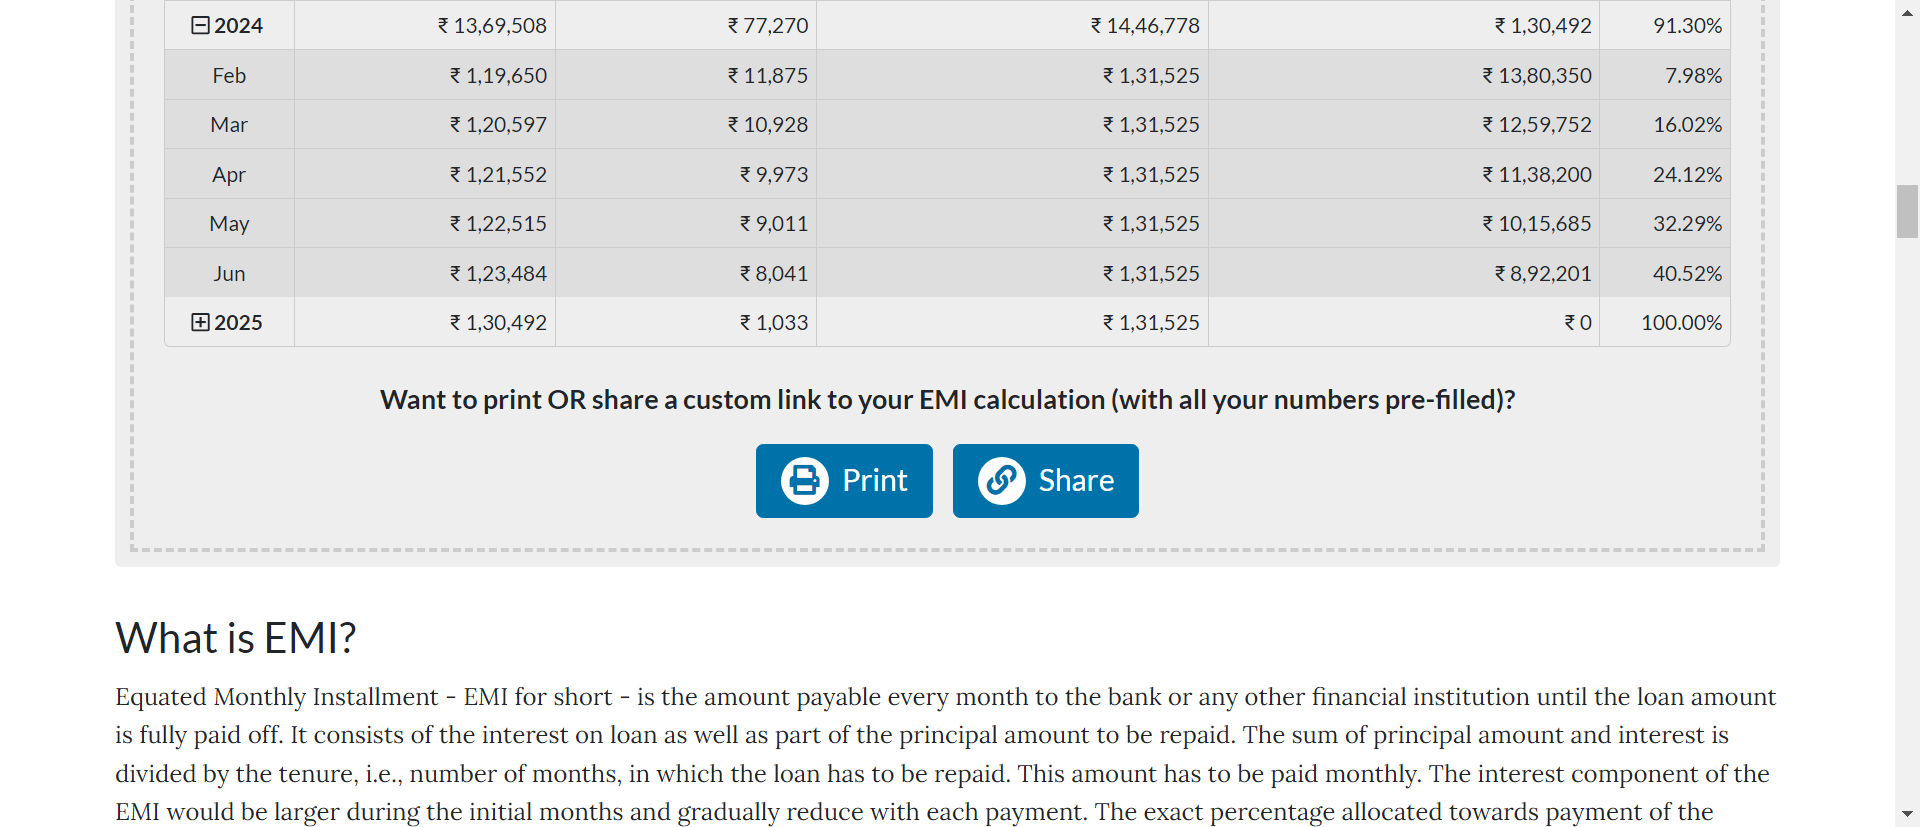 2024 ₹ 13,69,508 ₹ 77,270 ₹ 14,46,778 ₹ 1,30,492 91.30%
Feb ₹ 1,19,650 ₹ 11,875 ₹ 1,31,525 ₹ 13,80,350 7.98%
Mar ₹ 1,20,597 ₹ 10,928 ₹ 1,31,525 ₹ 12,59,752 16.02%
Apr ₹ 1,21,552 ₹ 9,973 ₹ 1,31,525 ₹ 11,38,200 24.12%
May ₹ 1,22,515 ₹ 9,011 ₹ 1,31,525 ₹ 10,15,685 32.29%
Jun ₹ 1,23,484 ₹ 8,041 ₹ 1,31,525 ₹ 8,92,201 40.52%
2025 ₹ 1,30,492 ₹ 1,033 ₹ 1,31,525 ₹ 0 100.00%
Want to print OR share a custom link to your EMI calculation (with all your numbers pre-filled)?
Print Share
What is EMI?
Equated Monthly Installment - EMI for short - is the amount payable every month to the bank or any other financial institution until the loan amount
is fully paid off. It consists of the interest on loan as well as part of the principal amount to be repaid. The sum of principal amount and interest is
divided by the tenure, i.e., number of months, in which the loan has to be repaid. This amount has to be paid monthly. The interest component of the
EMI would be larger during the initial months and gradually reduce with each payment. The exact percentage allocated towards payment of the